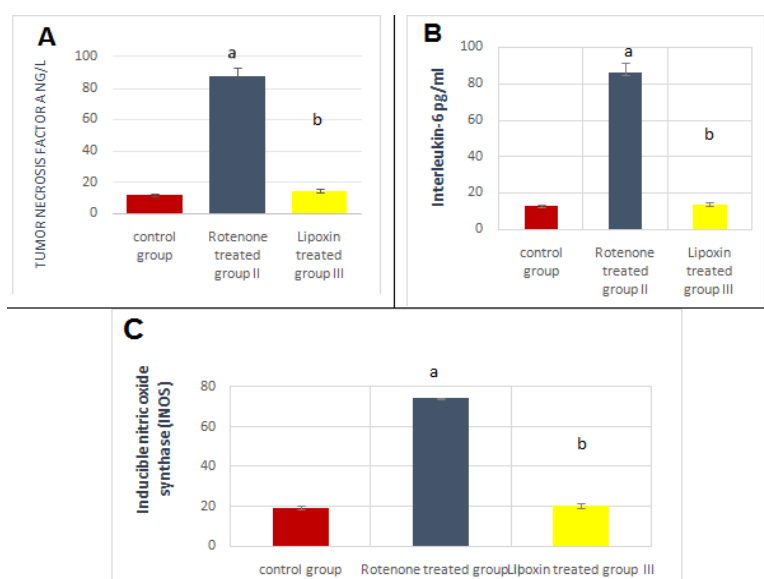 A
a
b
TUMOR NECROSIS FACTOR A NG/L
100
80
60
40
20
0
control
group
Rotenone
treated
group II
Lipoxin
treated
group III
B
a
b
Interleukin-6 pg/ml
100
80
60
40
20
0
control
group
Rotenone
treated
group II
Lipoxin
treated
group III
C
a
b
Inducible nitric oxide
synthase (INOS)
80
60
40
20
0
control group
Rotenone treated group
Lipoxin treated group III